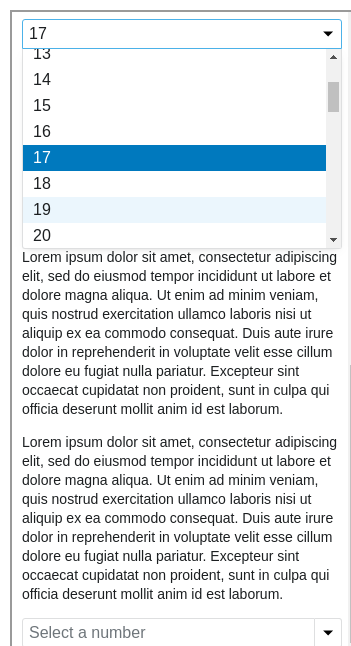 17
13
14
15
16
17
18
19
20
Lorem ipsum dolor sit amet, consectetur adipiscing
elit, sed do eiusmod tempor incididunt ut labore et
dolore magna aliqua. Ut enim ad minim veniam,
quis nostrud exercitation ullamco laboris nisi ut
aliquip ex ea commodo consequat. Duis aute irure
dolor in reprehenderit in voluptate velit esse cillum
dolore eu fugiat nulla pariatur. Excepteur sint
occaecat cupidatat non proident, sunt in culpa qui
officia deserunt mollit anim id est laborum.
Lorem ipsum dolor sit amet, consectetur adipiscing
elit, sed do eiusmod tempor incididunt ut labore et
dolore magna aliqua. Ut enim ad minim veniam,
quis nostrud exercitation ullamco laboris nisi ut
aliquip ex ea commodo consequat. Duis aute irure
dolor in reprehenderit in voluptate velit esse cillum
dolore eu fugiat nulla pariatur. Excepteur sint
occaecat cupidatat non proident, sunt in culpa qui
officia deserunt mollit anim id est laborum.
Select a number